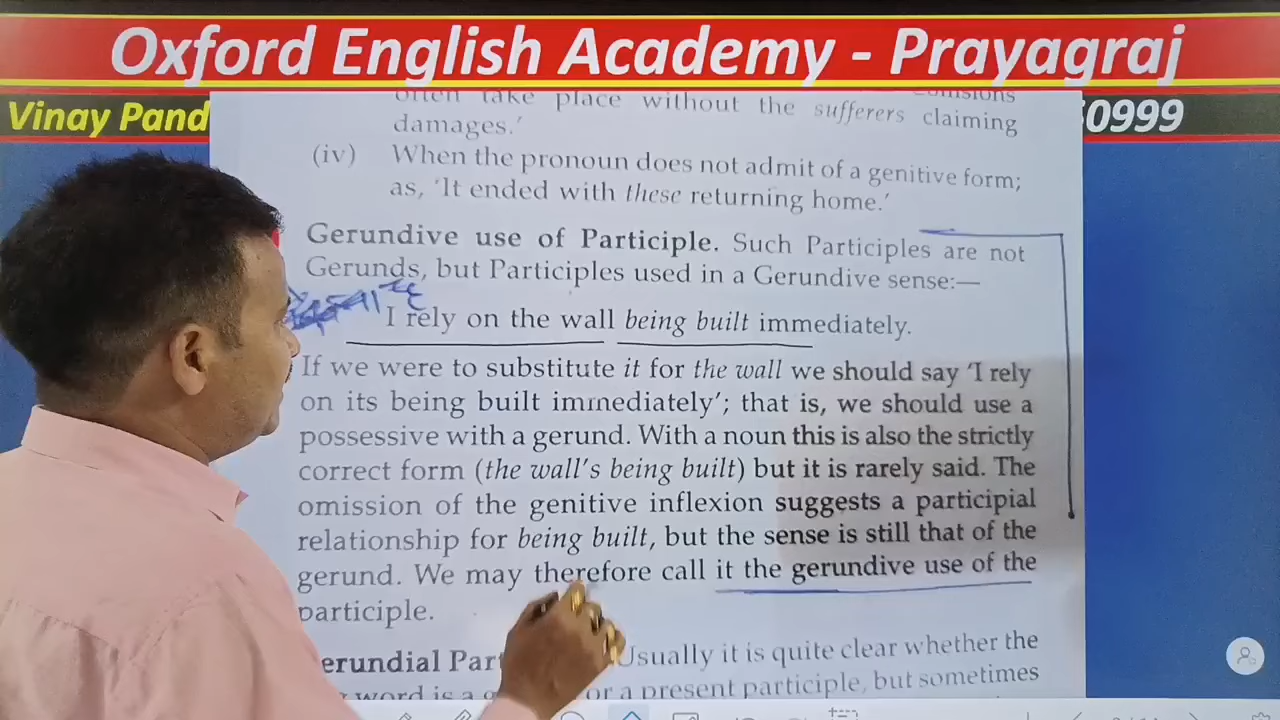 Oxford English Academy - Prayagraj
Vinay Pand 60999
often take place without the sufferers claiming
damages.'
(iv) When the pronoun does not admit of a genitive form;
as, 'It ended with these returning home.'
Gerundive use of Participle. Such Participles are not
Gerunds, but Participles used in a Gerundive sense:—
I rely on the wall being built immediately.
If we were to substitute it for the wall we should say 'I rely
on its being built immediately'; that is, we should use a
possessive with a gerund. With a noun this is also the strictly
correct form (the wall's being built) but it is rarely said. The
omission of the genitive inflexion suggests a participial
relationship for being built, but the sense is still that of the
gerund. We may therefore call it the gerundive use of the
participle.
erundial Par Usually it is quite clear whether the
word is a or a present participle, but sometimes